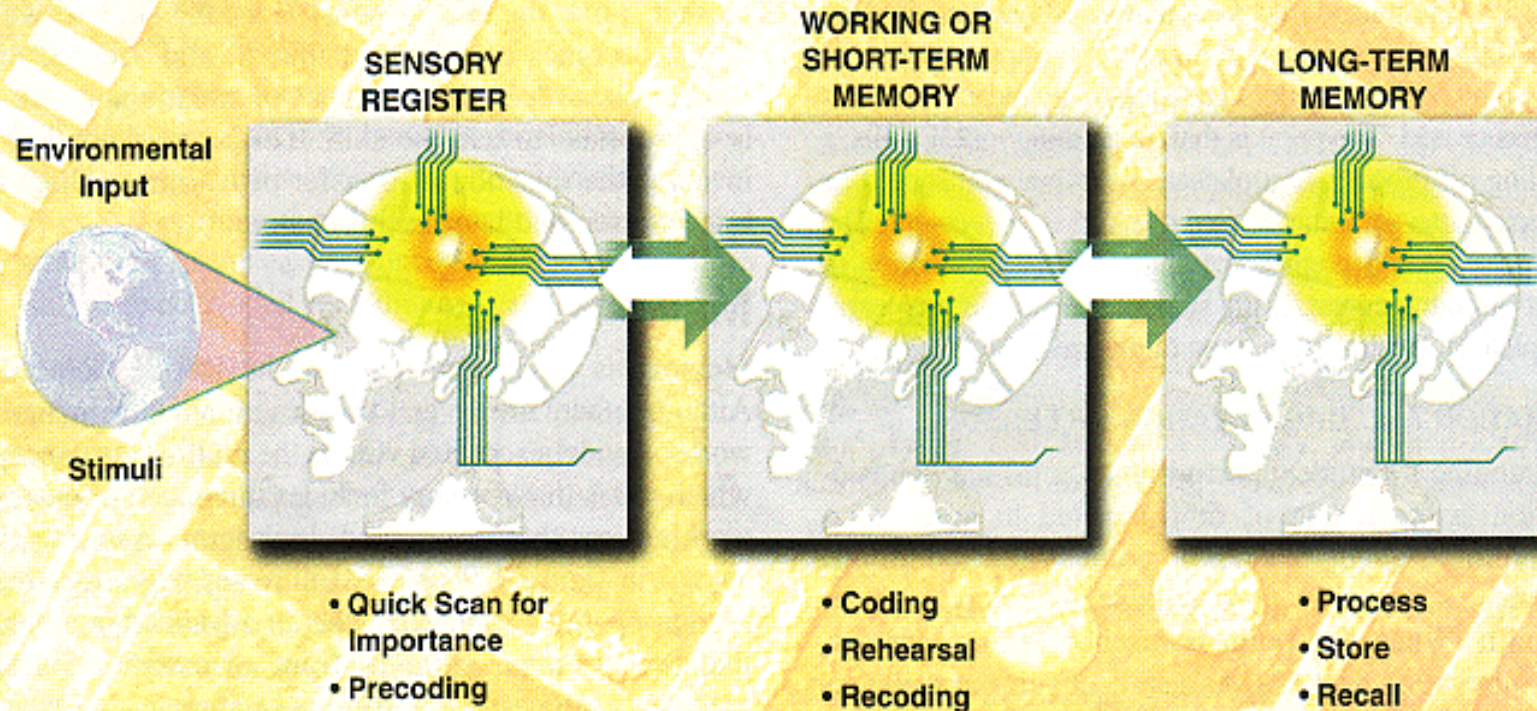 Environmental
Input
Stimuli
SENSORY
REGISTER
• Quick Scan for
Importance
• Precoding
WORKING OR
SHORT-TERM
MEMORY
• Coding
• Rehearsal
• Recoding
LONG-TERM
MEMORY
• Process
• Store
• Recall